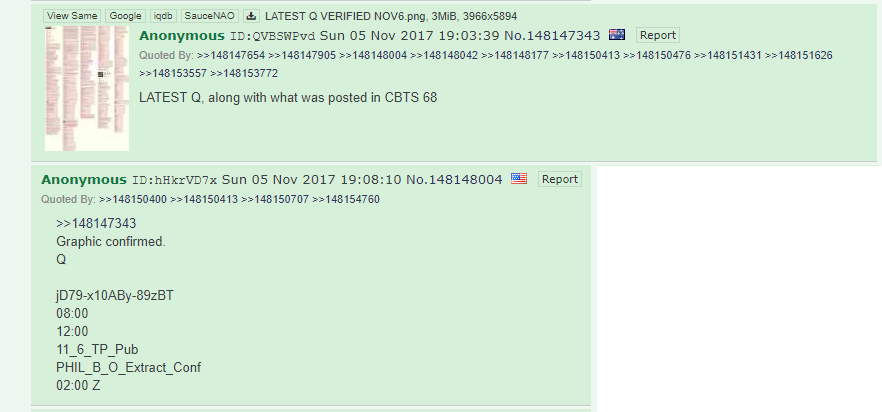 View Same Google iqdb SauceNAO LATEST Q VERIFIED NOV6.png, 3MiB, 3966x5894
Anonymous ID:QVBSWPvd Sun 05 Nov 2017 19:03:39 No.148147343 Report
Quoted By: >>148147654 >>148147905 >>148148004 >>148148042 >>148148177 >>148150413 >>148150476 >>148151431 >>148151626
>>148153557 >>148153772
LATEST Q, along with what was posted in CBTS 68
Anonymous ID:hHkrVD7x Sun 05 Nov 2017 19:08:10 No.148148004 Report
Quoted By: >>148150400 >>148150413 >>148150707 >>148154760
>>148147343
Graphic confirmed.
Q
jD79-x10ABy-89zBT
08:00
12:00
11_6_TP_Pub
PHIL_B_O_Extract_Conf
02:00 Z